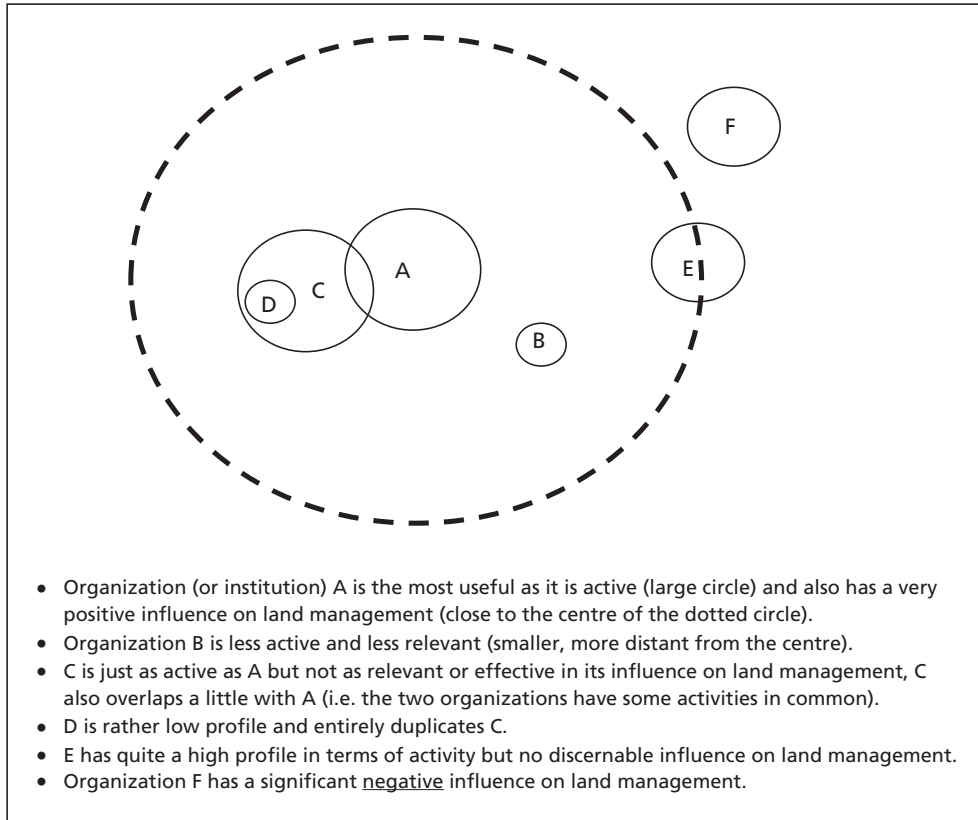 F
E
A
C
D
B
• Organization (or institution) A is the most useful as it is active (large circle) and also has a very
positive influence on land management (close to the centre of the dotted circle).
• Organization B is less active and less relevant (smaller, more distant from the centre).
• C is just as active as A but not as relevant or effective in its influence on land management, C
also overlaps a little with A (i.e. the two organizations have some activities in common).
• D is rather low profile and entirely duplicates C.
• E has quite a high profile in terms of activity but no discernable influence on land management.
• Organization F has a significant negative influence on land management.